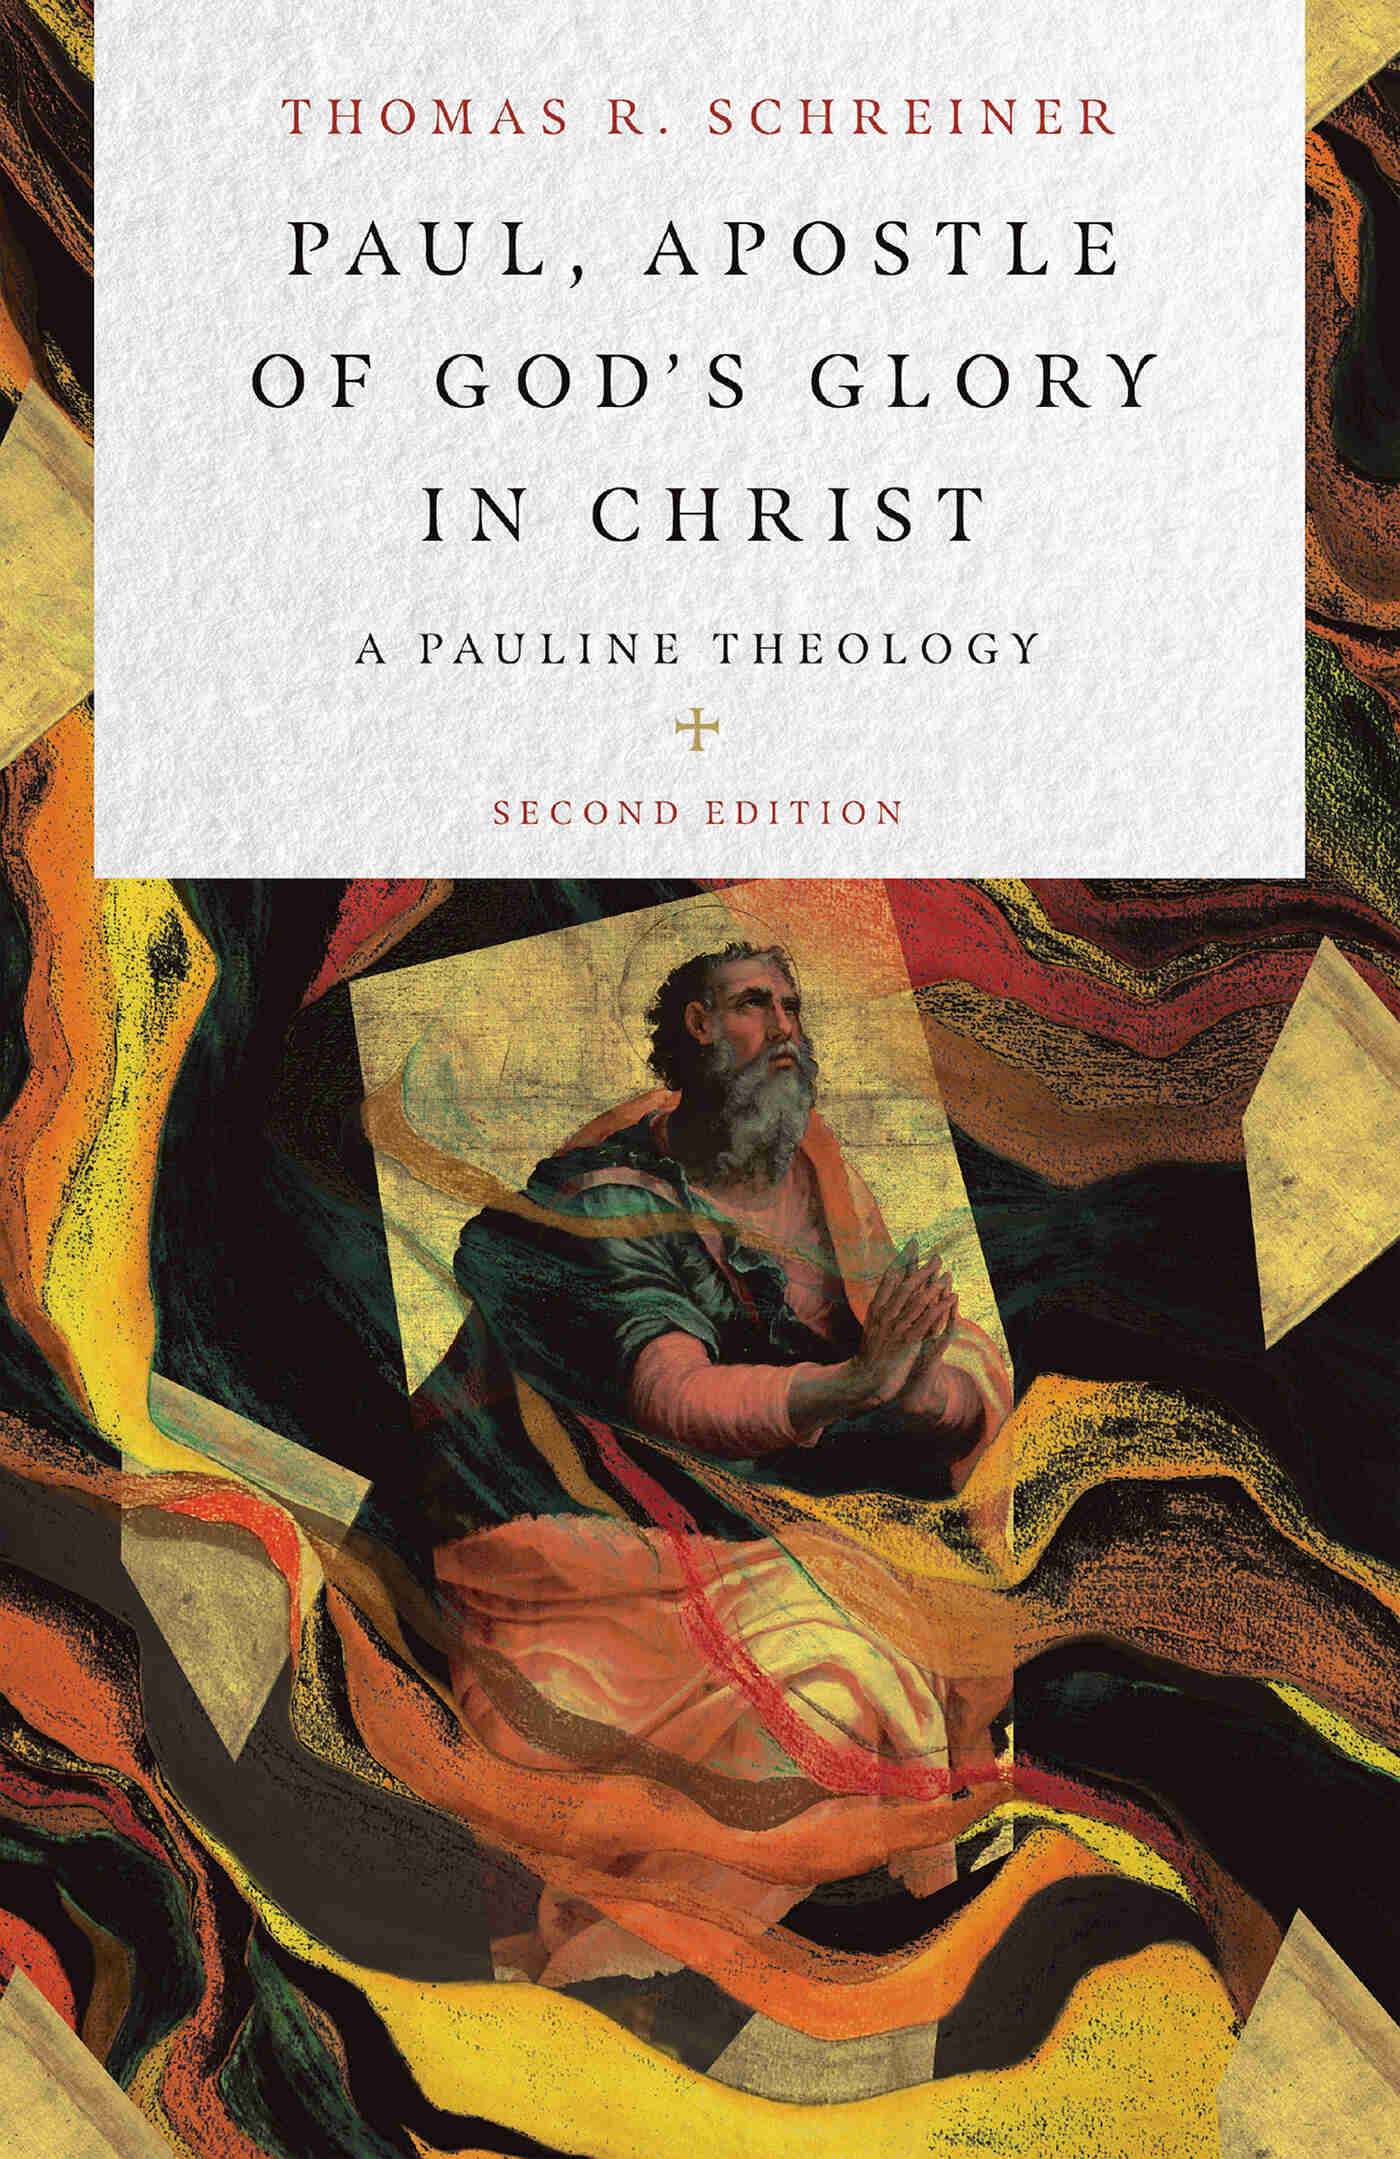 THOMAS R. SCHREINER
PAUL, APOSTLE
OF GOD’S GLORY
IN CHRIST
A PAULINE THEOLOGY
SECOND EDITION